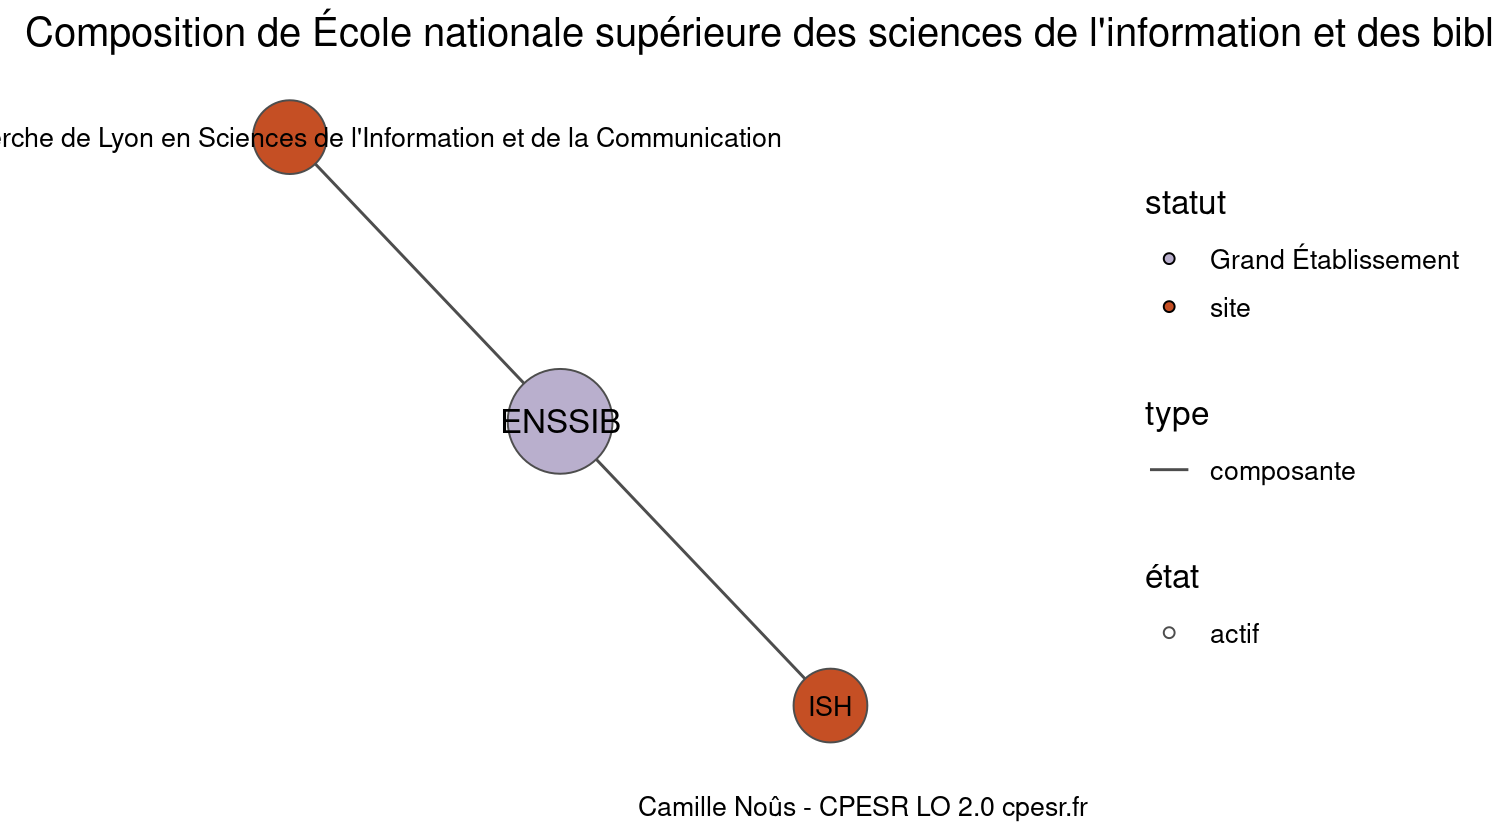 Composition de École nationale supérieure des sciences de l'information et des bibl
erche de Lyon en Sciences de l'Information et de la Communication
statut
Grand Établissement
site
ENSSIB
type
composante
état
actif
ISH
Camille Noûs - CPESR LO 2.0 cpesr.fr